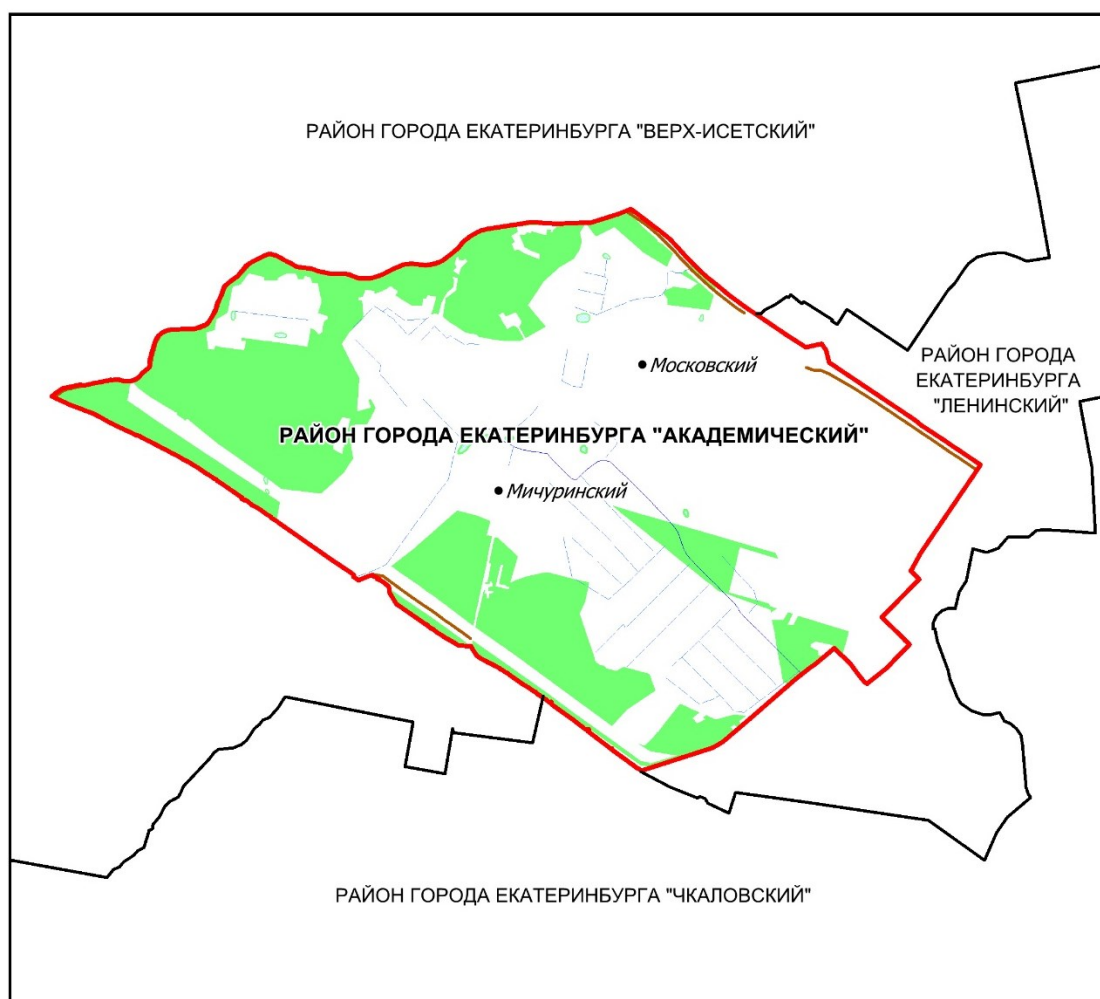 РАЙОН ГОРОДА ЕКАТЕРИНБУРГА "ВЕРХ-ИСЕТСКИЙ"
РАЙОН ГОРОДА
ЕКАТЕРИНБУРГА
"ЛЕНИНСКИЙ"
Московский
РАЙОН ГОРОДА ЕКАТЕРИНБУРГА "АКАДЕМИЧЕСКИЙ"
Мичуринский
РАЙОН ГОРОДА ЕКАТЕРИНБУРГА "ЧКАЛОВСКИЙ"